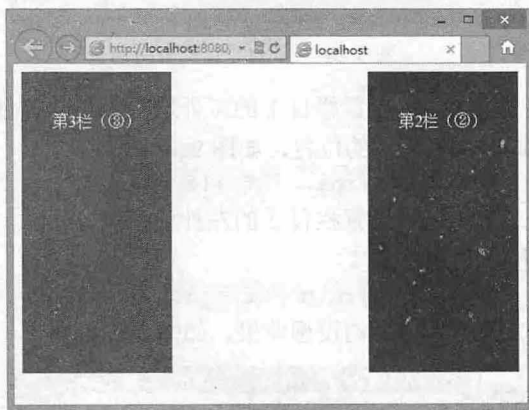 http://localhost:8080,
localhost
第3栏（③）
第2栏（②）